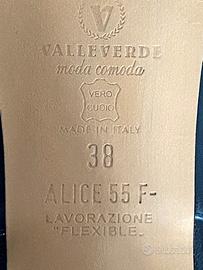 VALLEVERDE
moda comoda
VERO
CUOIO
MADE IN ITALY
38
ALICE 55 F-
LAVORAZIONE
"FLEXIBLE„